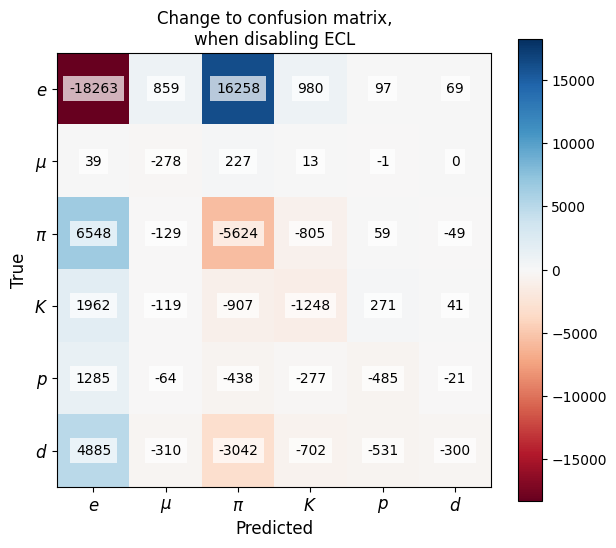 Change to confusion matrix,
when disabling ECL
e -18263 859 16258 980 97 69
μ 39 -278 227 13 -1 0
π 6548 -129 -5624 -805 59 -49
K 1962 -119 -907 -1248 271 41
p 1285 -64 -438 -277 -485 -21
d 4885 -310 -3042 -702 -531 -300
e μ π K p d
Predicted
True
15000
10000
5000
0
−5000
−10000
−15000